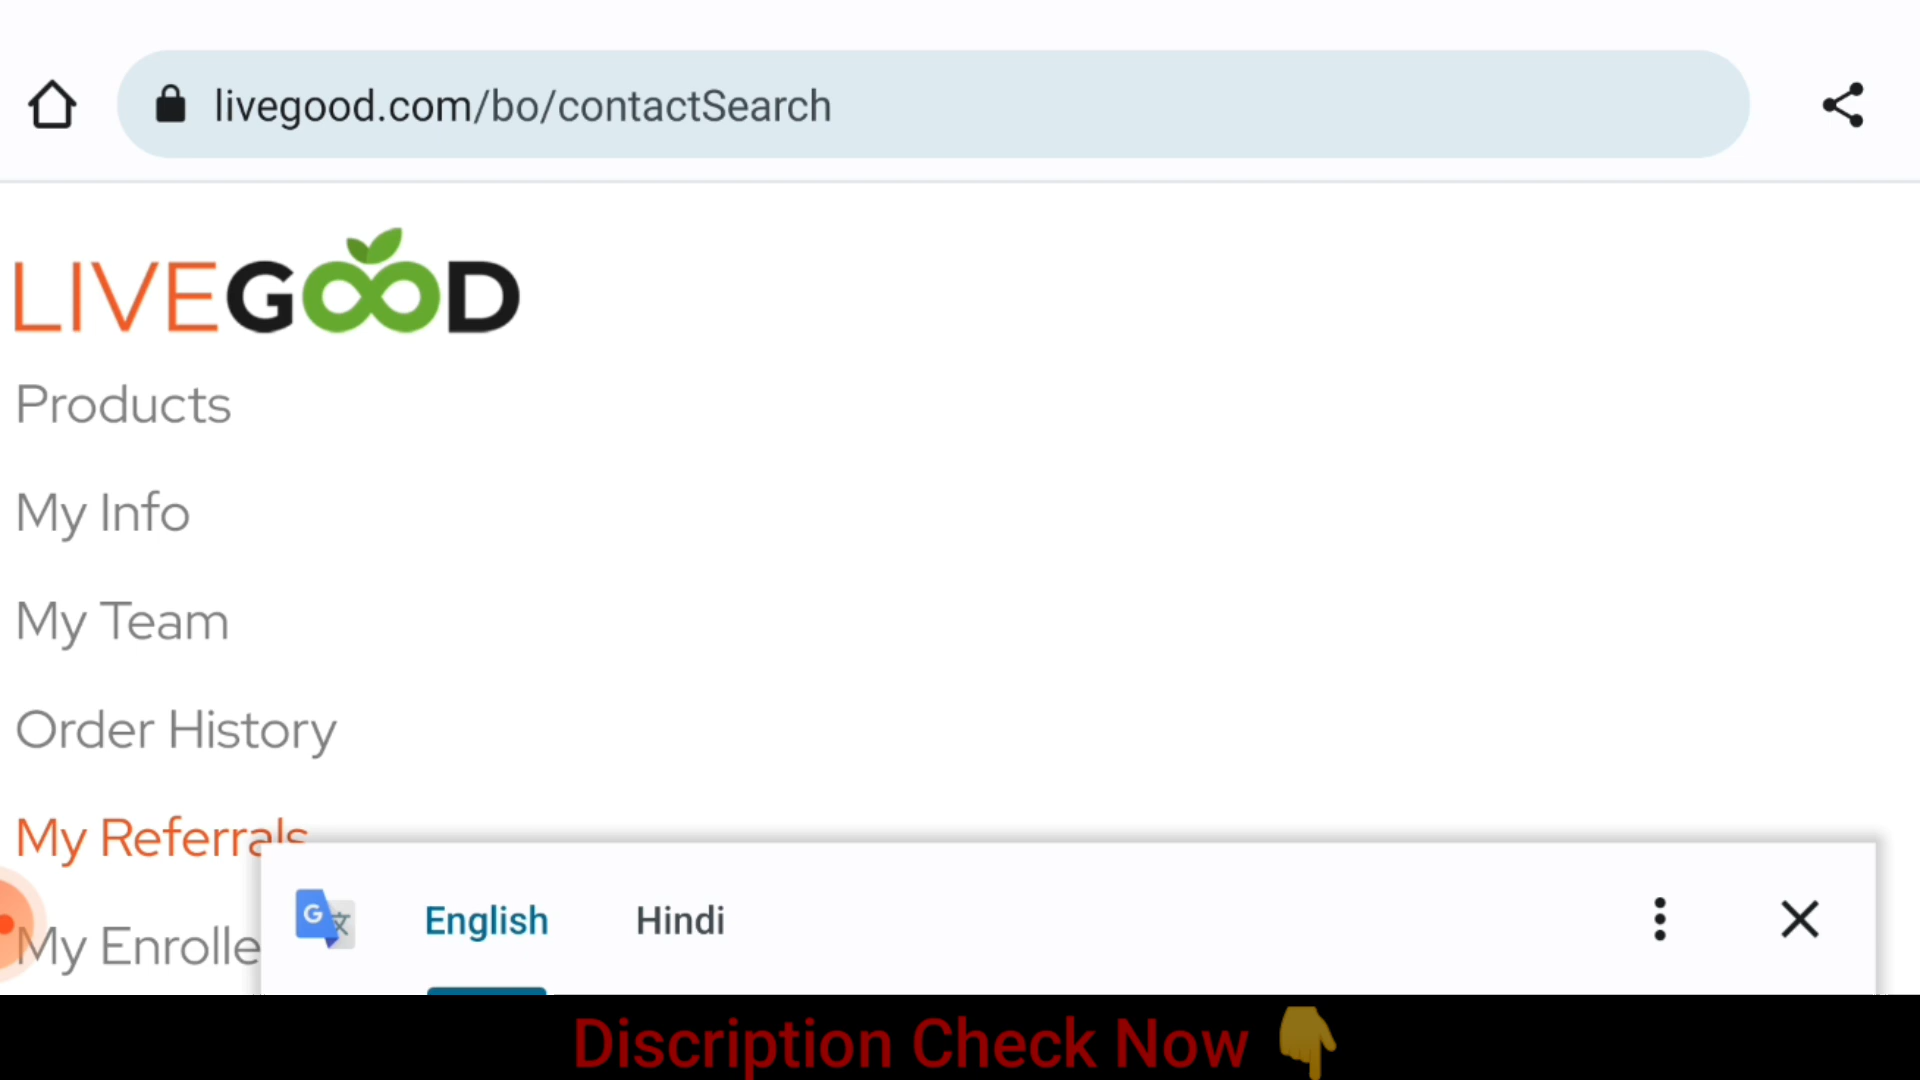 livegood.com/bo/contactSearch
LIVEGOOD
Products
My Info
My Team
Order History
My Referrals
My Enrolle
English Hindi
Discription Check Now 👇